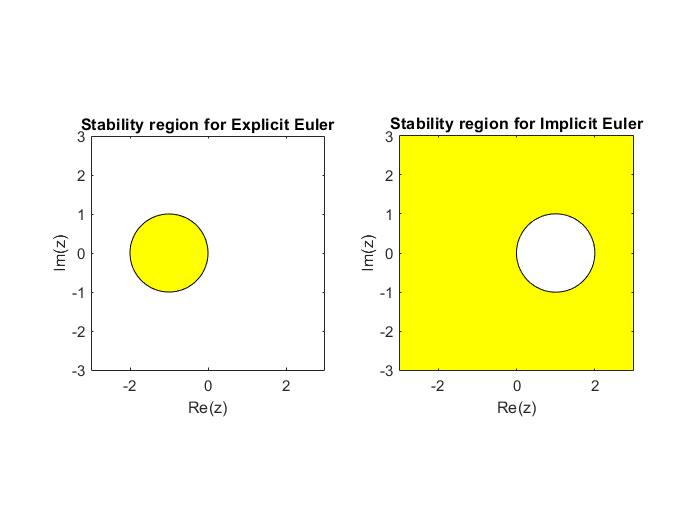 Stability region for Explicit Euler
3
2
1
0
-1
-2
-3
Im(z)
-2 0 2
Re(z)
Stability region for Implicit Euler
3
2
1
0
-1
-2
-3
Im(z)
-2 0 2
Re(z)